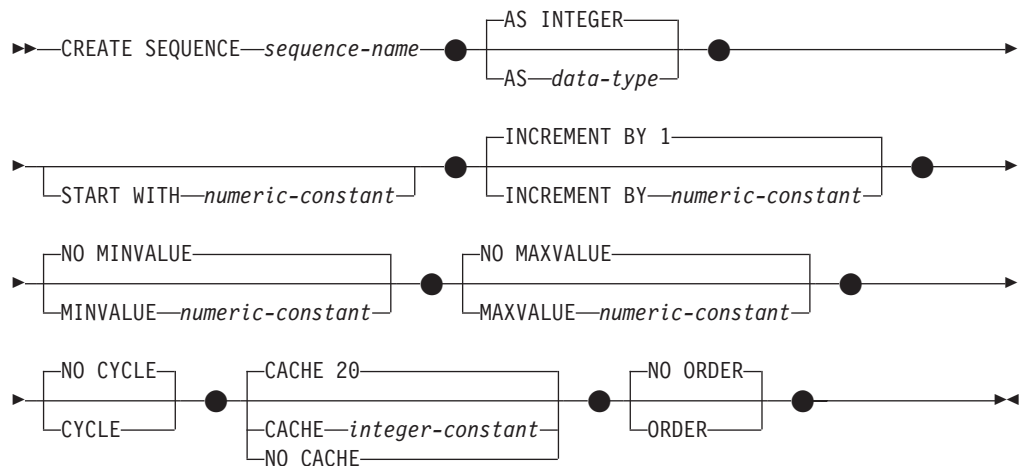 AS INTEGER
CREATE SEQUENCE sequence-name
AS data-type
INCREMENT BY 1
START WITH numeric-constant
INCREMENT BY numeric-constant
NO MINVALUE
NO MAXVALUE
MINVALUE numeric-constant
MAXVALUE numeric-constant
NO CYCLE
CACHE 20
NO ORDER
CYCLE
CACHE integer-constant
ORDER
NO CACHE